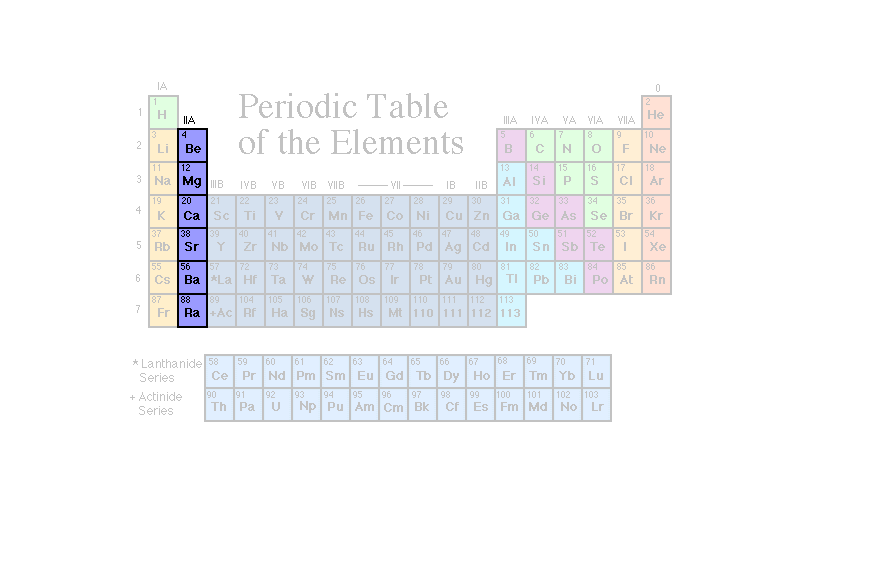 IA 0
1 1 2
H He
Periodic Table
of the Elements
IIA IIIA IVA VA VIA VIIA
2 3 4 5 6 7 8 9 10
Li Be B C N O F Ne
3 11 12 13 14 15 16 17 18
Na Mg Al Si P S Cl Ar
IIIB IVB VB VIB VIIB VII IB IIB
4 19 20 21 22 23 24 25 26 27 28 29 30 31 32 33 34 35 36
K Ca Sc Ti V Cr Mn Fe Co Ni Cu Zn Ga Ge As Se Br Kr
5 37 38 39 40 41 42 43 44 45 46 47 48 49 50 51 52 53 54
Rb Sr Y Zr Nb Mo Tc Ru Rh Pd Ag Cd In Sn Sb Te I Xe
6 55 56 57 72 73 74 75 76 77 78 79 80 81 82 83 84 85 86
Cs Ba *La Hf Ta W Re Os Ir Pt Au Hg Tl Pb Bi Po At Rn
7 87 88 89 104 105 106 107 108 109 110 111 112 113
Fr Ra +Ac Rf Ha Sg Ns Hs Mt 110 111 112 113
* Lanthanide
Series
58 59 60 61 62 63 64 65 66 67 68 69 70 71
Ce Pr Nd Pm Sm Eu Gd Tb Dy Ho Er Tm Yb Lu
+ Actinide
Series
90 91 92 93 94 95 96 97 98 99 100 101 102 103
Th Pa U Np Pu Am Cm Bk Cf Es Fm Md No Lr